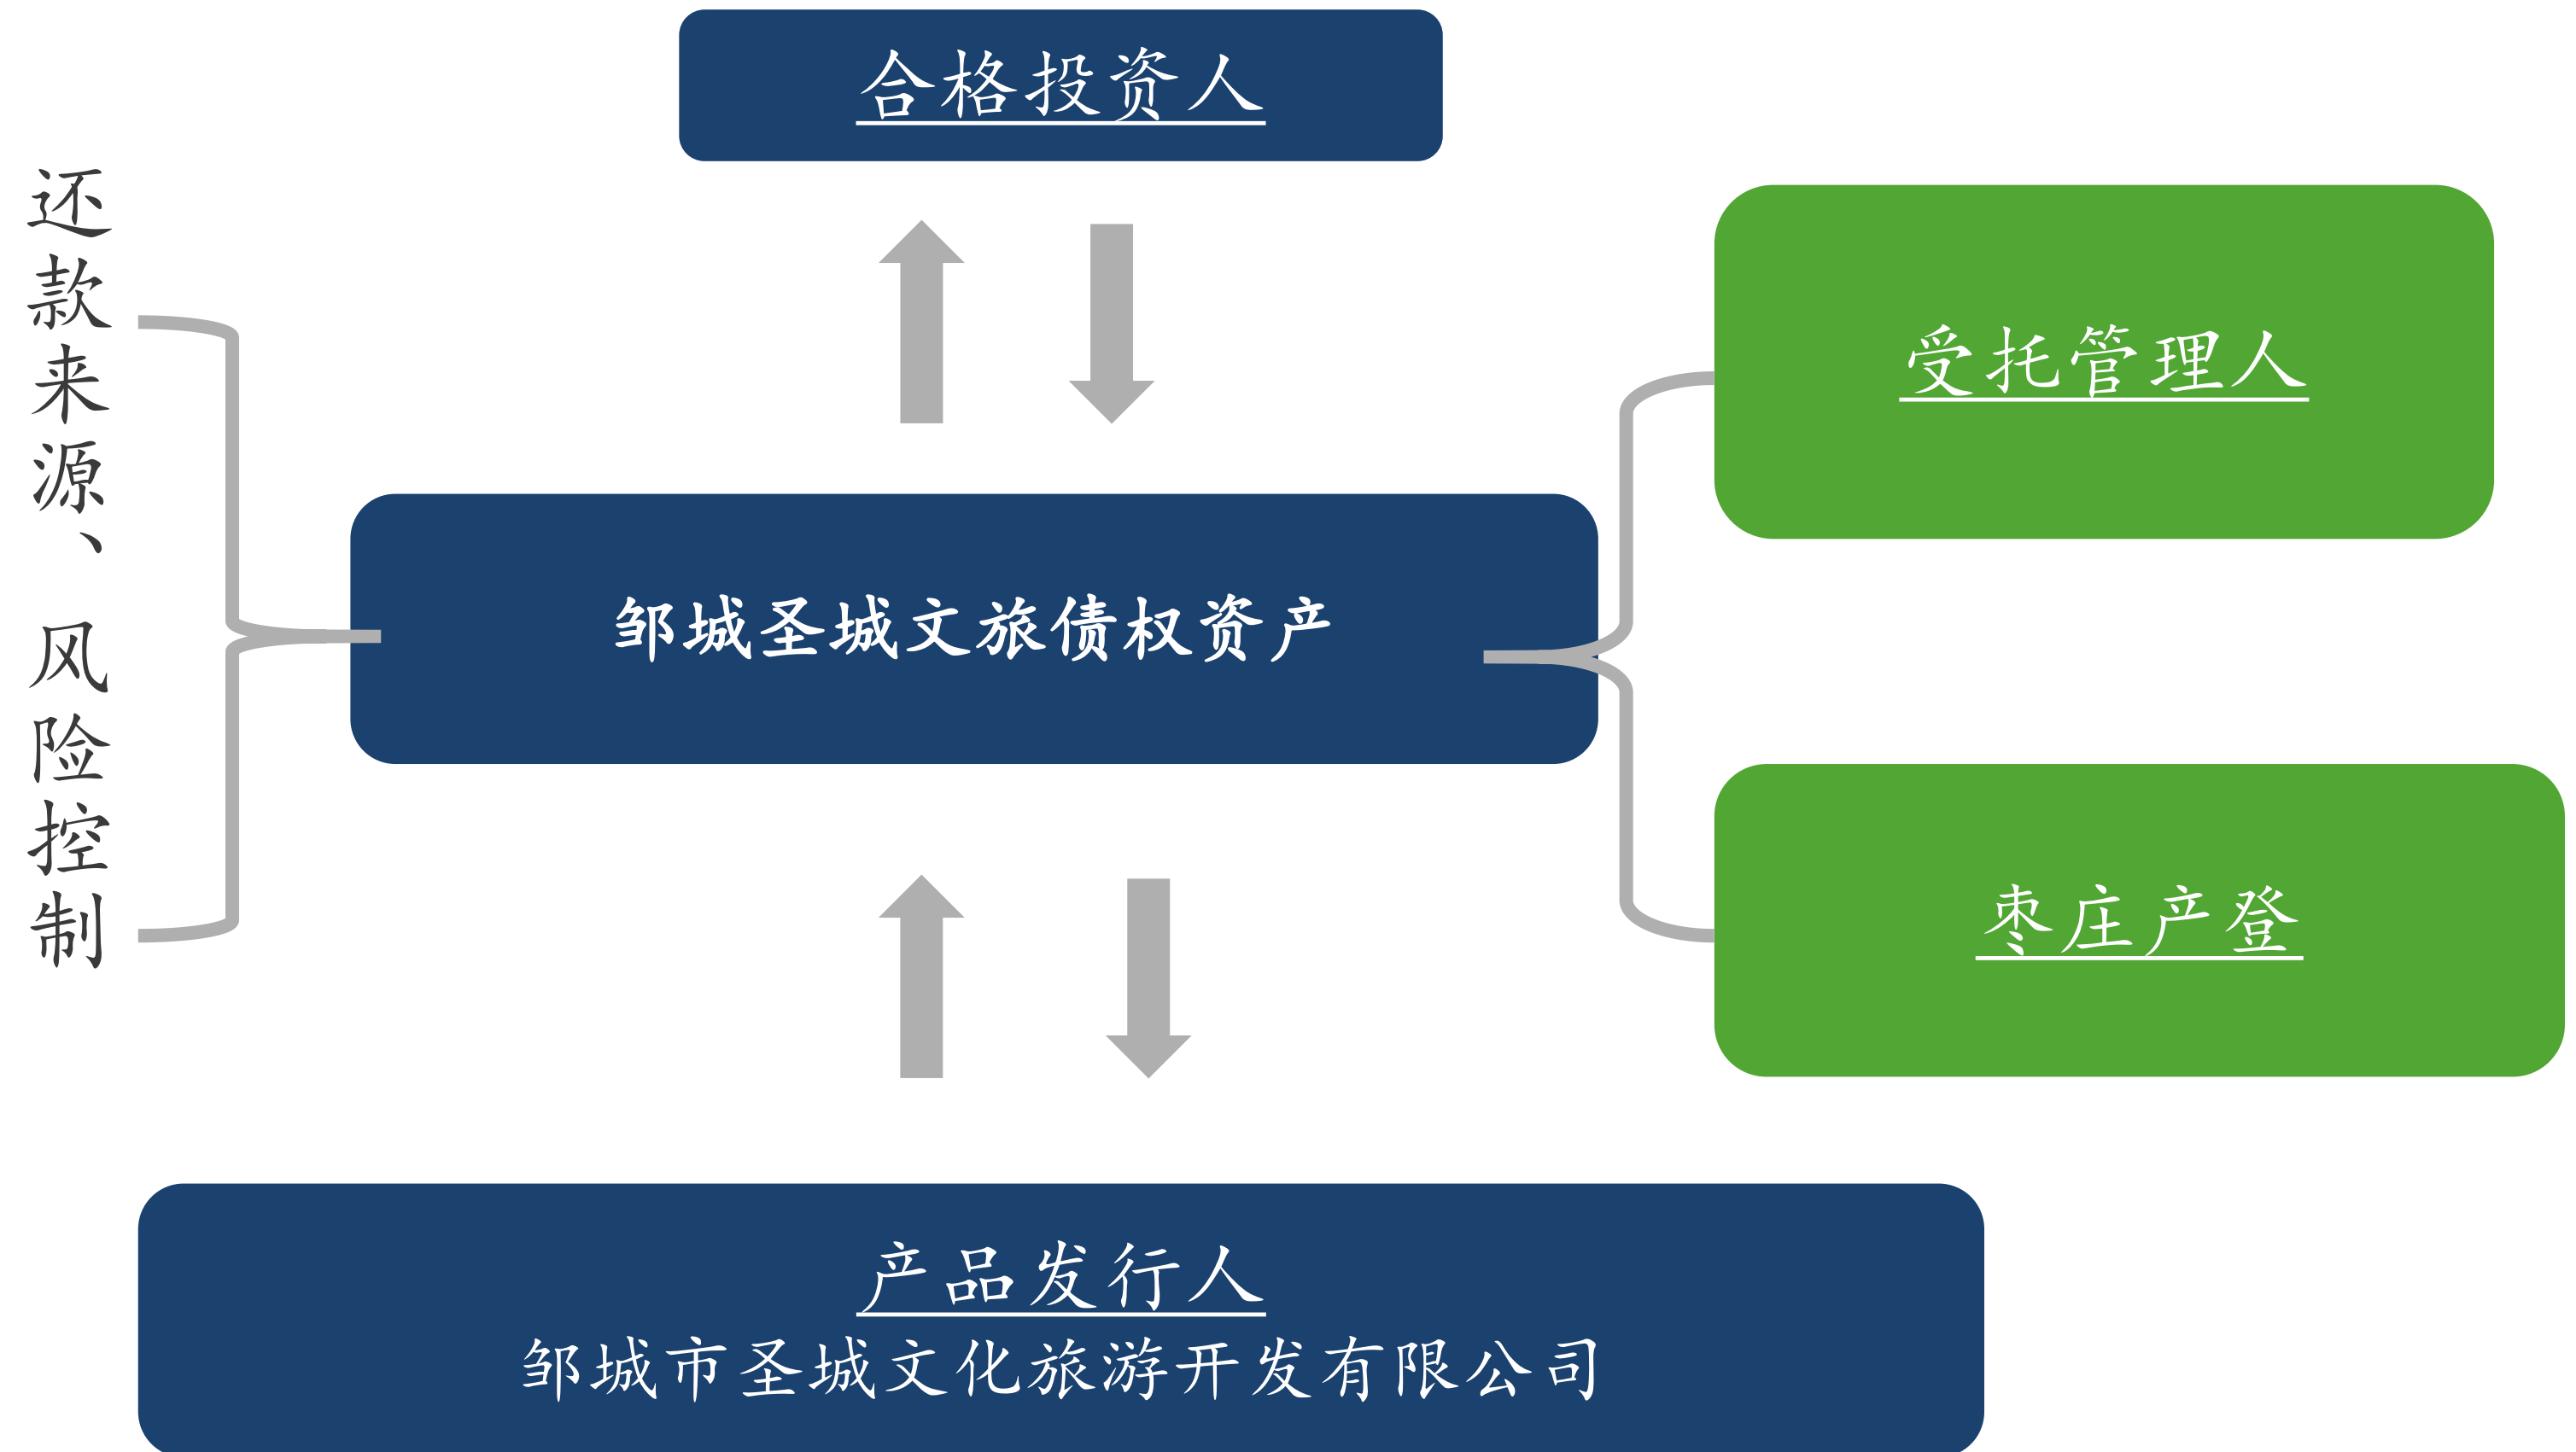 合格投资人
还款来源、风险控制
受托管理人
邹城圣城文旅债权资产
枣庄产登
产品发行人
邹城市圣城文化旅游开发有限公司